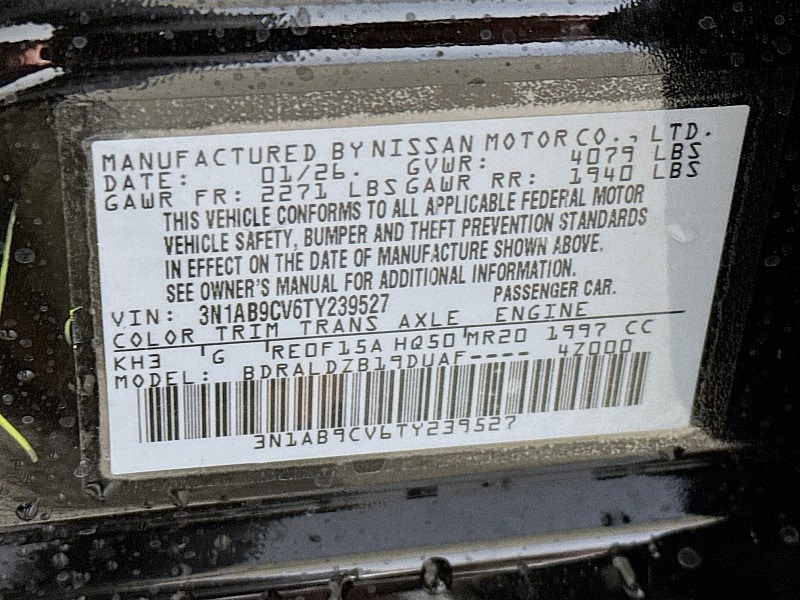 MANUFACTURED BY NISSAN MOTOR CO., LTD.
DATE: 01/26. GVWR: 4079 LBS
GAWR FR: 2271 LBS GAWR RR: 1940 LBS
THIS VEHICLE CONFORMS TO ALL APPLICABLE FEDERAL MOTOR
VEHICLE SAFETY, BUMPER AND THEFT PREVENTION STANDARDS
IN EFFECT ON THE DATE OF MANUFACTURE SHOWN ABOVE.
SEE OWNER'S MANUAL FOR ADDITIONAL INFORMATION.
VIN: 3N1AB9CV6TY239527 PASSENGER CAR.
COLOR TRIM TRANS AXLE ENGINE
KH3 G RE0F15A HQ50 MR20 1997 CC
MODEL: BDRALDZB19DUAF---- 4Z000
3N1AB9CV6TY239527